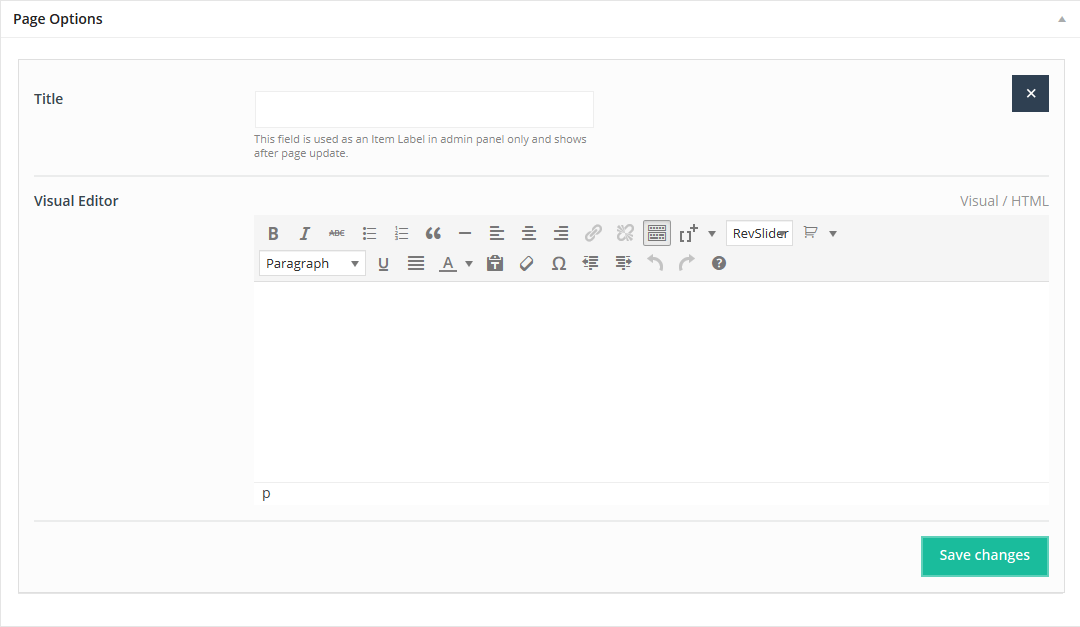 Page Options
Title
This field is used as an Item Label in admin panel only and shows
after page update.
Visual Editor
Visual / HTML
B I ABC RevSlider
Paragraph U A T Ω ?
p
Save changes